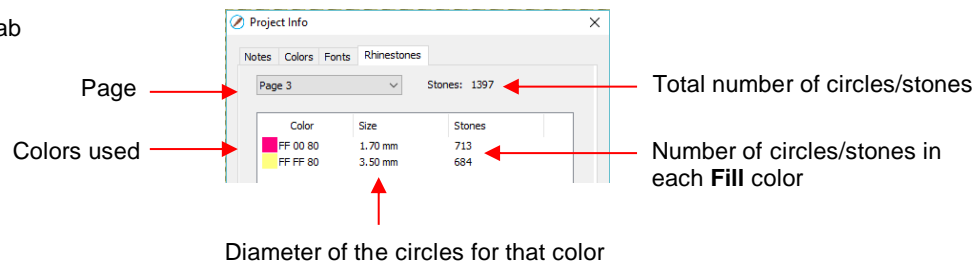 ab
Project Info
Notes Colors Fonts Rhinestones
Page
Page 3
Stones: 1397
Total number of circles/stones
Color Size Stones
Colors used
FF 00 80 1.70 mm 713
FF FF 80 3.50 mm 684
Number of circles/stones in
each Fill color
Diameter of the circles for that color